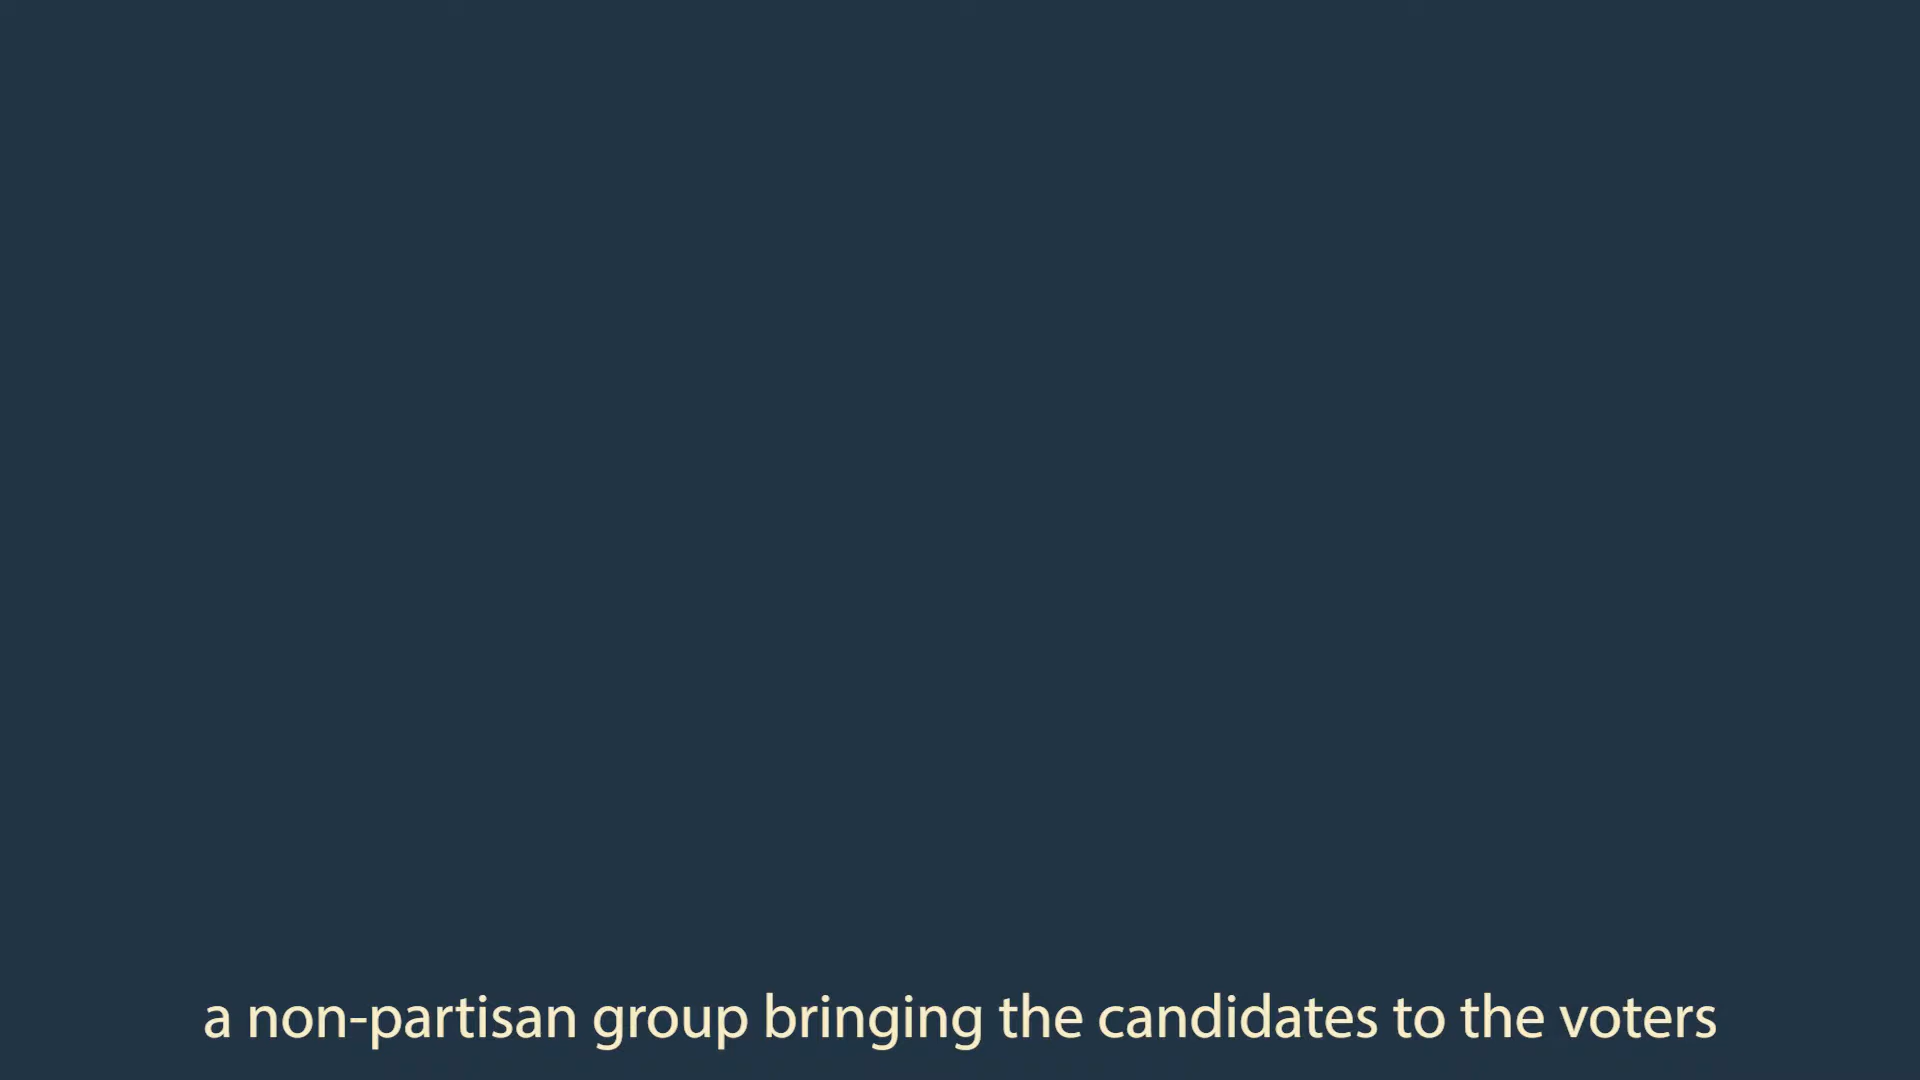 a non-partisan group bringing the candidates to the voters